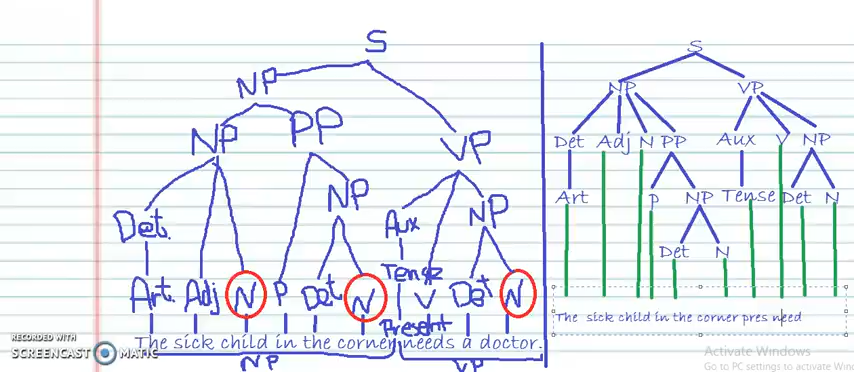 S
NP
NP PP VP
NP Aux NP
Det.
Tense
Art. Adj N P Det N V Det N
Present
The sick child in the corner needs a doctor.
NP VP
S
NP VP
Det Adj N PP Aux V NP
Art P NP Tense Det N
Det N
The sick child in the corner pres need
RECORDED WITH
SCREENCAST MATIC
Activate Windows
Go to PC settings to activate Win